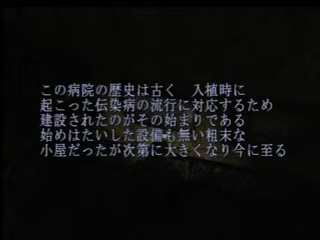 この病院の歴史は古く　入植時に
起こった伝染病の流行に対応するため
建設されたのがその始まりである
始めはたいした設備も無い粗末な
小屋だったが次第に大きくなり今に至る